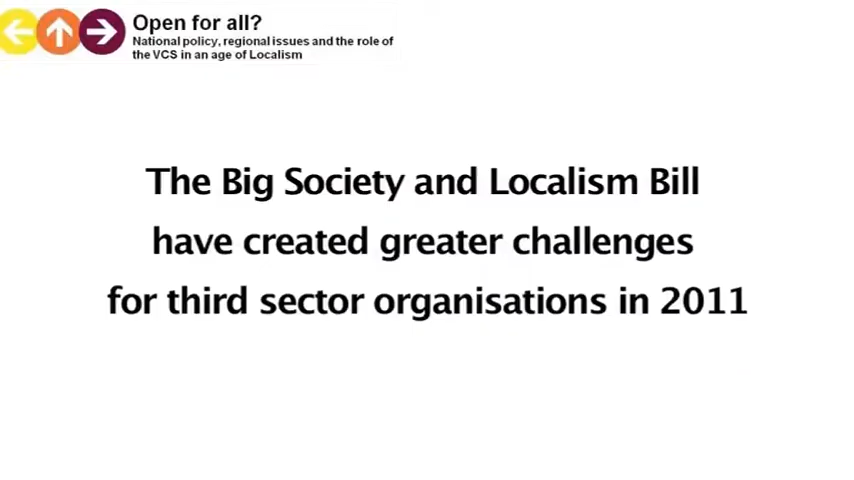 Open for all?
National policy, regional issues and the role of
the VCS in an age of Localism
The Big Society and Localism Bill
have created greater challenges
for third sector organisations in 2011